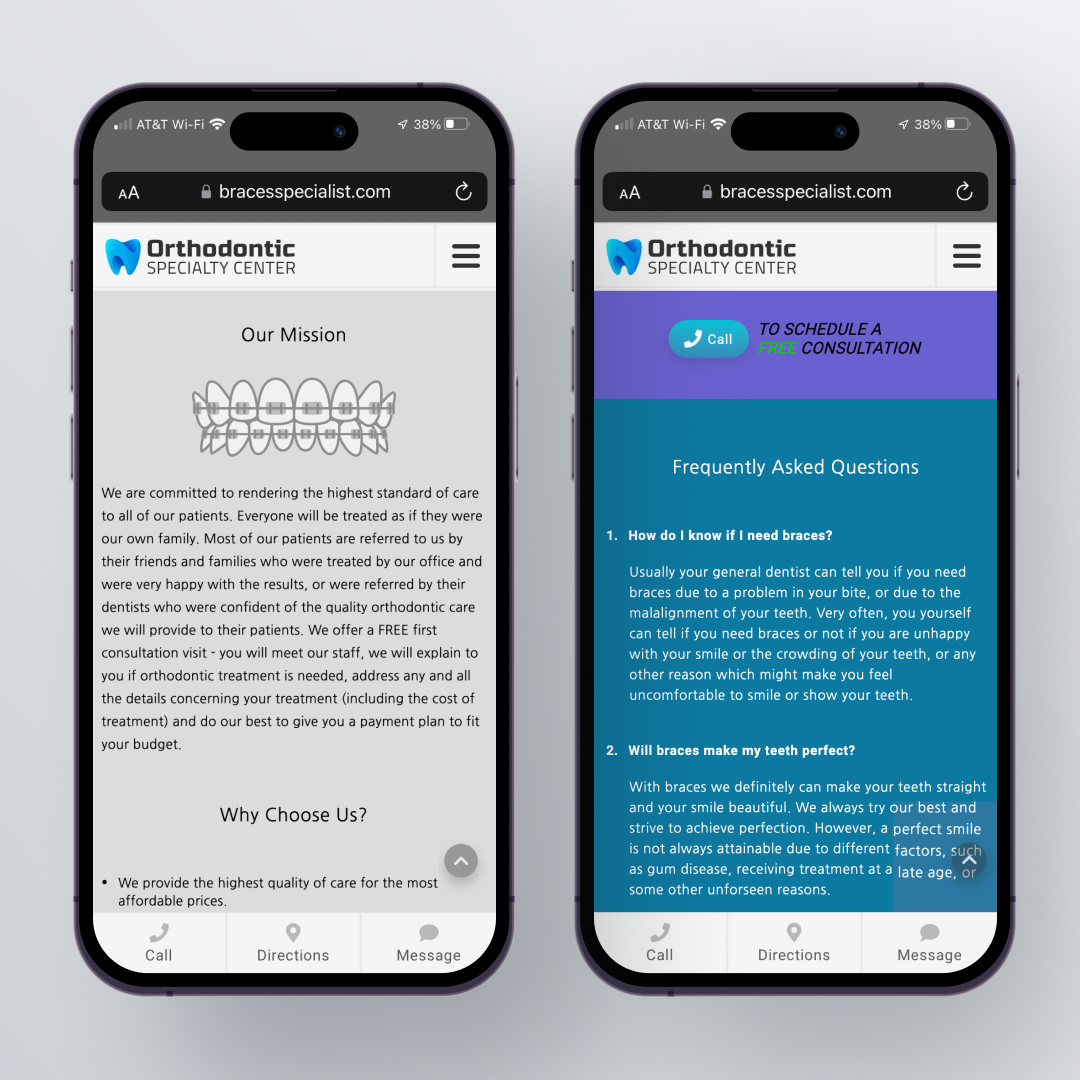 AT&T Wi-Fi 38%
AA bracesspecialist.com
Orthodontic
SPECIALTY CENTER
Our Mission
We are committed to rendering the highest standard of care
to all of our patients. Everyone will be treated as if they were
our own family. Most of our patients are referred to us by
their friends and families who were treated by our office and
were very happy with the results, or were referred by their
dentists who were confident of the quality orthodontic care
we will provide to their patients. We offer a FREE first
consultation visit - you will meet our staff, we will explain to
you if orthodontic treatment is needed, address any and all
the details concerning your treatment (including the cost of
treatment) and do our best to give you a payment plan to fit
your budget.
Why Choose Us?
• We provide the highest quality of care for the most
affordable prices.
Call Directions Message
AT&T Wi-Fi 38%
AA bracesspecialist.com
Orthodontic
SPECIALTY CENTER
Call
TO SCHEDULE A
FREE CONSULTATION
Frequently Asked Questions
1. How do I know if I need braces?
Usually your general dentist can tell you if you need
braces due to a problem in your bite, or due to the
malalignment of your teeth. Very often, you yourself
can tell if you need braces or not if you are unhappy
with your smile or the crowding of your teeth, or any
other reason which might make you feel
uncomfortable to smile or show your teeth.
2. Will braces make my teeth perfect?
With braces we definitely can make your teeth straight
and your smile beautiful. We always try our best and
strive to achieve perfection. However, a perfect smile
is not always attainable due to different factors, such
as gum disease, receiving treatment at a late age, or
some other unforseen reasons.
Call Directions Message